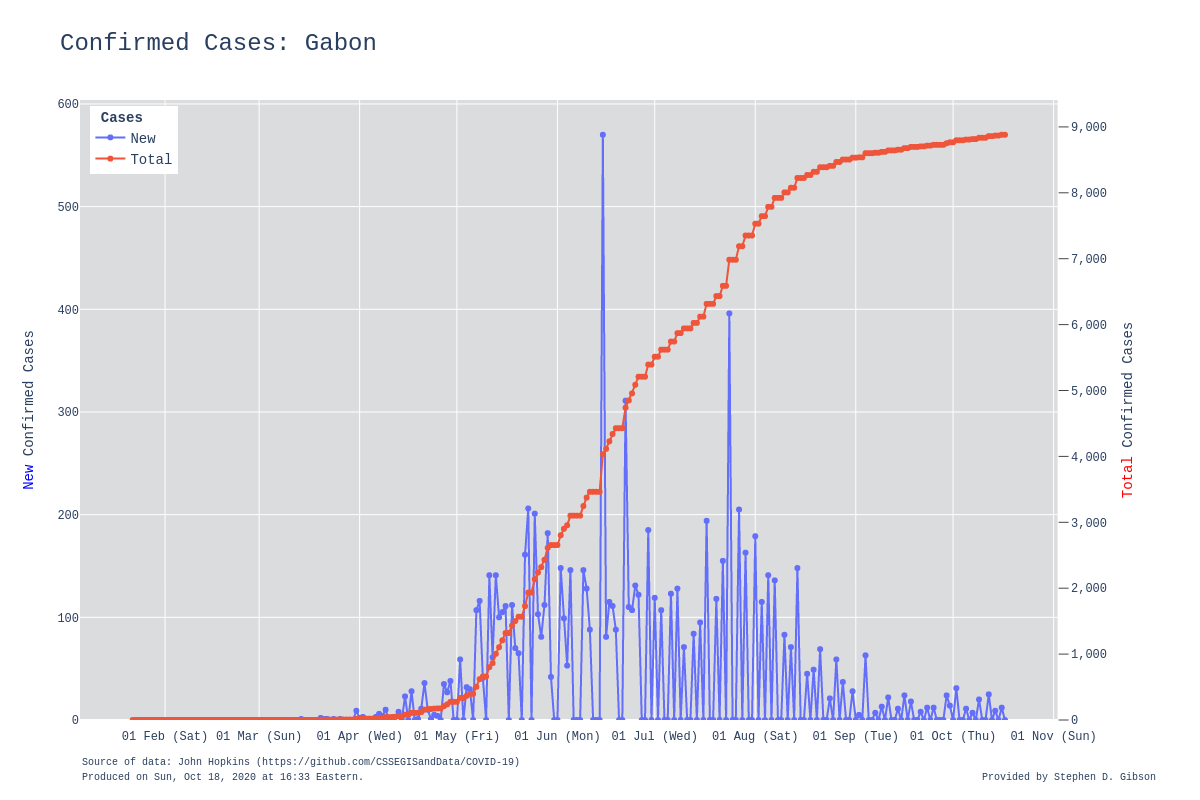 Confirmed Cases: Gabon
Cases
New
Total
600
500
400
300
200
100
0
New Confirmed Cases
9,000
8,000
7,000
6,000
5,000
4,000
3,000
2,000
1,000
0
Total Confirmed Cases
01 Feb (Sat) 01 Mar (Sun) 01 Apr (Wed) 01 May (Fri) 01 Jun (Mon) 01 Jul (Wed) 01 Aug (Sat) 01 Sep (Tue) 01 Oct (Thu) 01 Nov (Sun)
Source of data: John Hopkins (https://github.com/CSSEGISandData/COVID-19)
Produced on Sun, Oct 18, 2020 at 16:33 Eastern.
Provided by Stephen D. Gibson